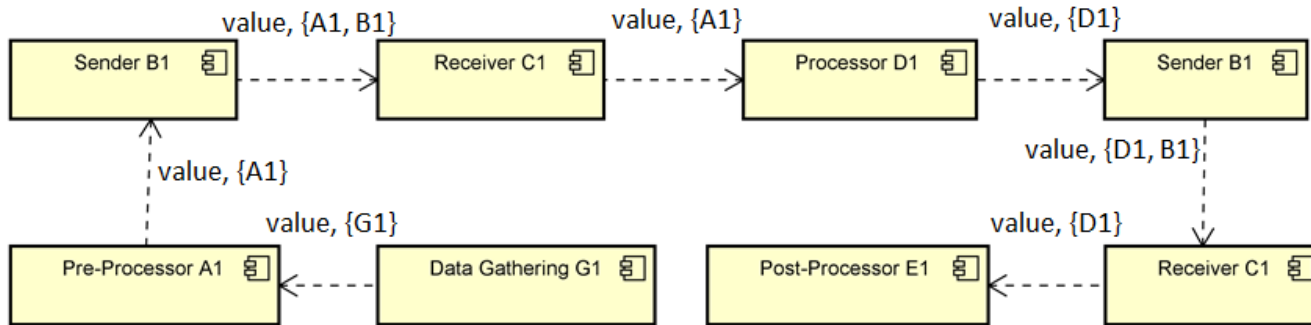 value, {A1, B1}
value, {A1}
value, {D1}
Sender B1
Receiver C1
Processor D1
Sender B1
value, {A1}
value, {D1, B1}
value, {G1}
value, {D1}
Pre-Processor A1
Data Gathering G1
Post-Processor E1
Receiver C1